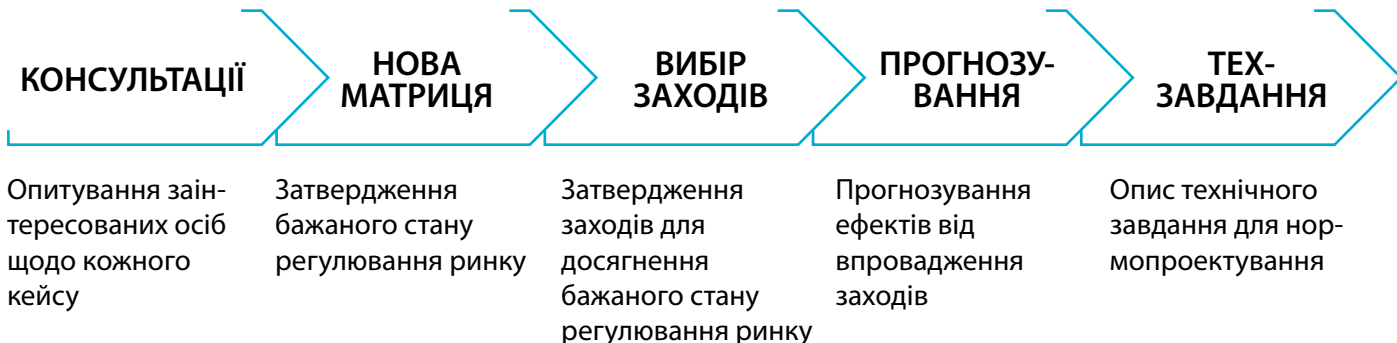 КОНСУЛЬТАЦІЇ
НОВА
МАТРИЦЯ
ВИБІР
ЗАХОДІВ
ПРОГНОЗУ-
ВАННЯ
ТЕХ-
ЗАВДАННЯ
Опитування заін-
тересованих осіб
щодо кожного
кейсу
Затвердження
бажаного стану
регулювання ринку
Затвердження
заходів для
досягнення
бажаного стану
регулювання ринку
Прогнозування
ефектів від
впровадження
заходів
Опис технічного
завдання для нор-
мопроектування